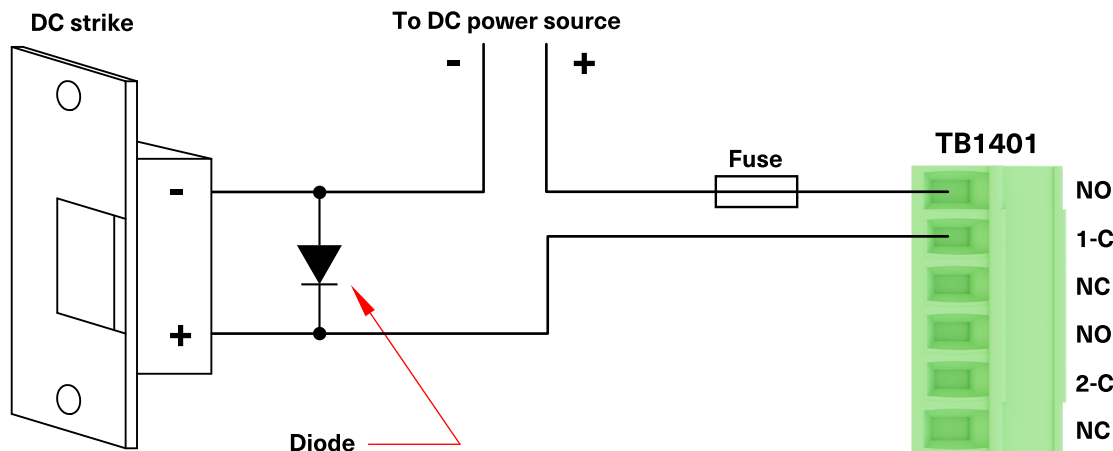 DC strike
To DC power source
- +
TB1401
Fuse
NO
-
1-C
NC
NO
+
2-C
NC
Diode